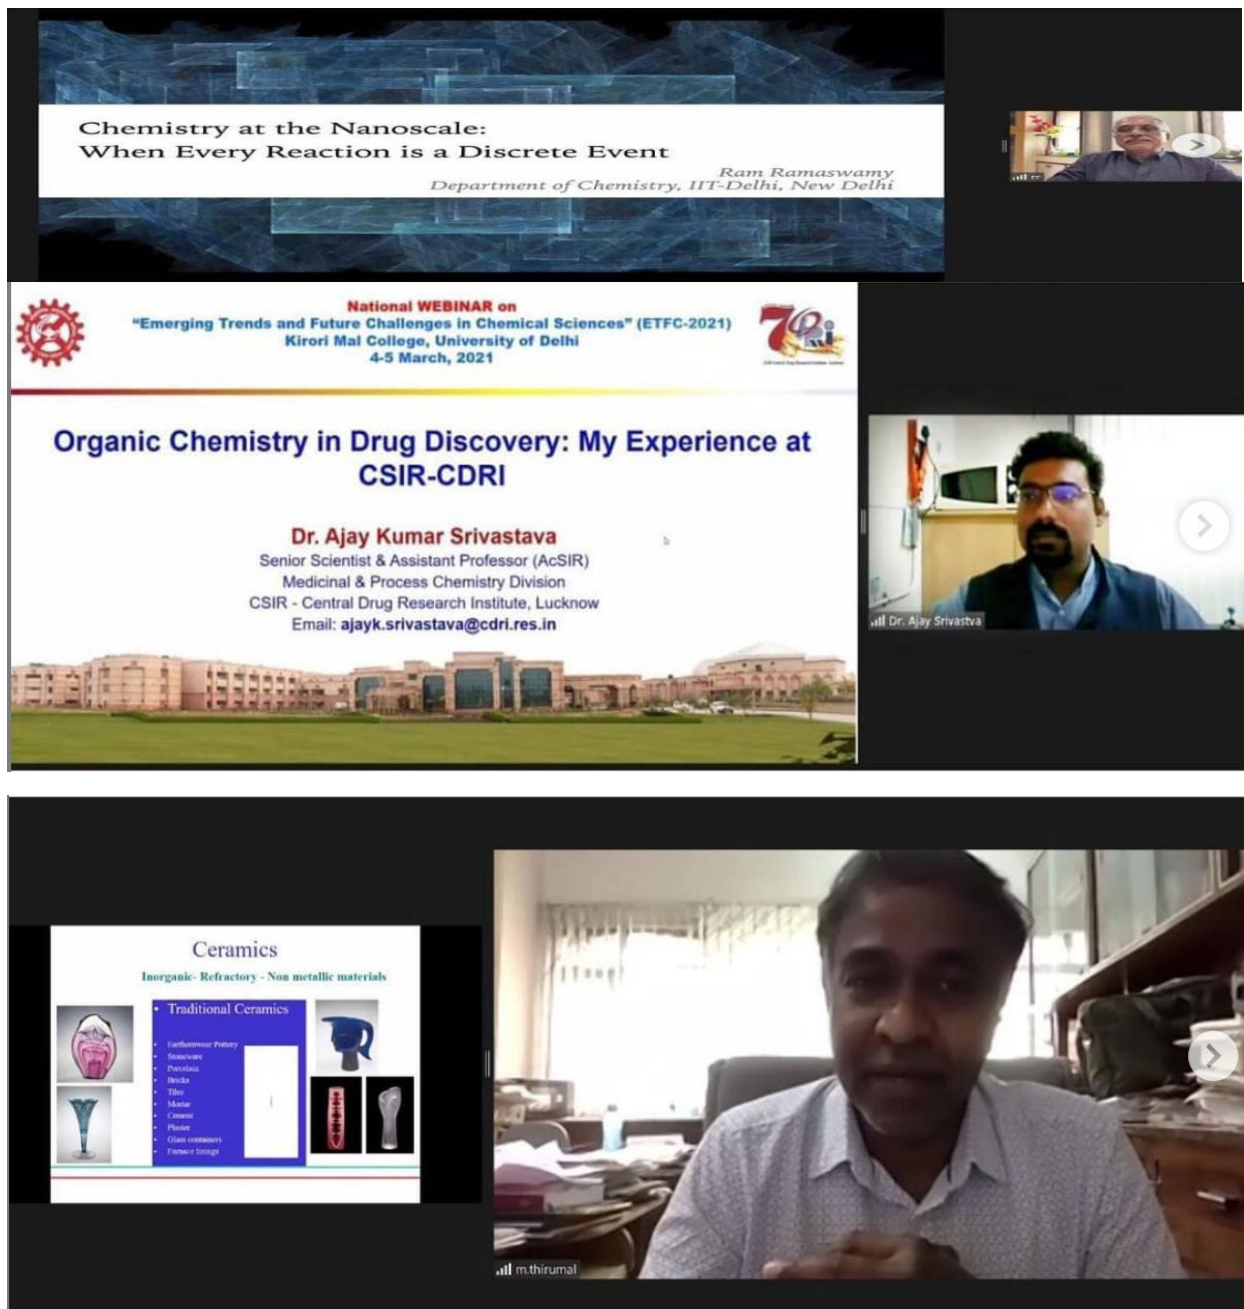 Chemistry at the Nanoscale:
When Every Reaction is a Discrete Event
Ram Ramaswamy
Department of Chemistry, IIT-Delhi, New Delhi
National WEBINAR on
“Emerging Trends and Future Challenges in Chemical Sciences” (ETFC-2021)
Kirori Mal College, University of Delhi
4-5 March, 2021
Organic Chemistry in Drug Discovery: My Experience at
CSIR-CDRI
Dr. Ajay Kumar Srivastava
Senior Scientist & Assistant Professor (AcSIR)
Medicinal & Process Chemistry Division
CSIR - Central Drug Research Institute, Lucknow
Email: ajayk.srivastava@cdri.res.in
Dr. Ajay Srivastva
Ceramics
Inorganic- Refractory - Non metallic materials
• Traditional Ceramics
• Earthenwear Pottery
• Stoneware
• Porcelain
• Bricks
• Tiles
• Mortar
• Cement
• Plaster
• Glass containers
• Furnace linings
m.thirumal